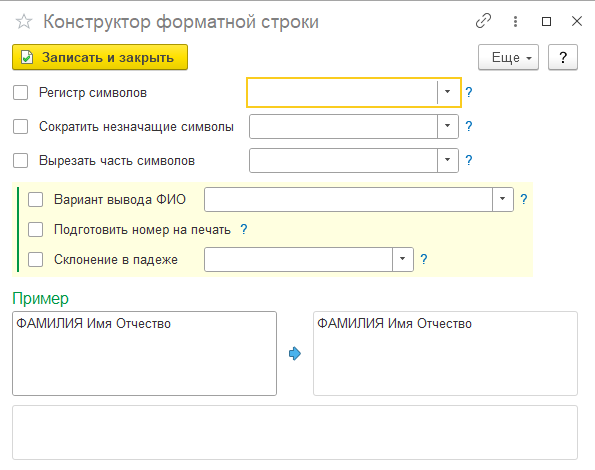 Конструктор форматной строки
Записать и закрыть
Еще
?
Регистр символов
?
Сократить незначащие символы
?
Вырезать часть символов
?
Вариант вывода ФИО
?
Подготовить номер на печать ?
Склонение в падеже
?
Пример
ФАМИЛИЯ Имя Отчество
ФАМИЛИЯ Имя Отчество